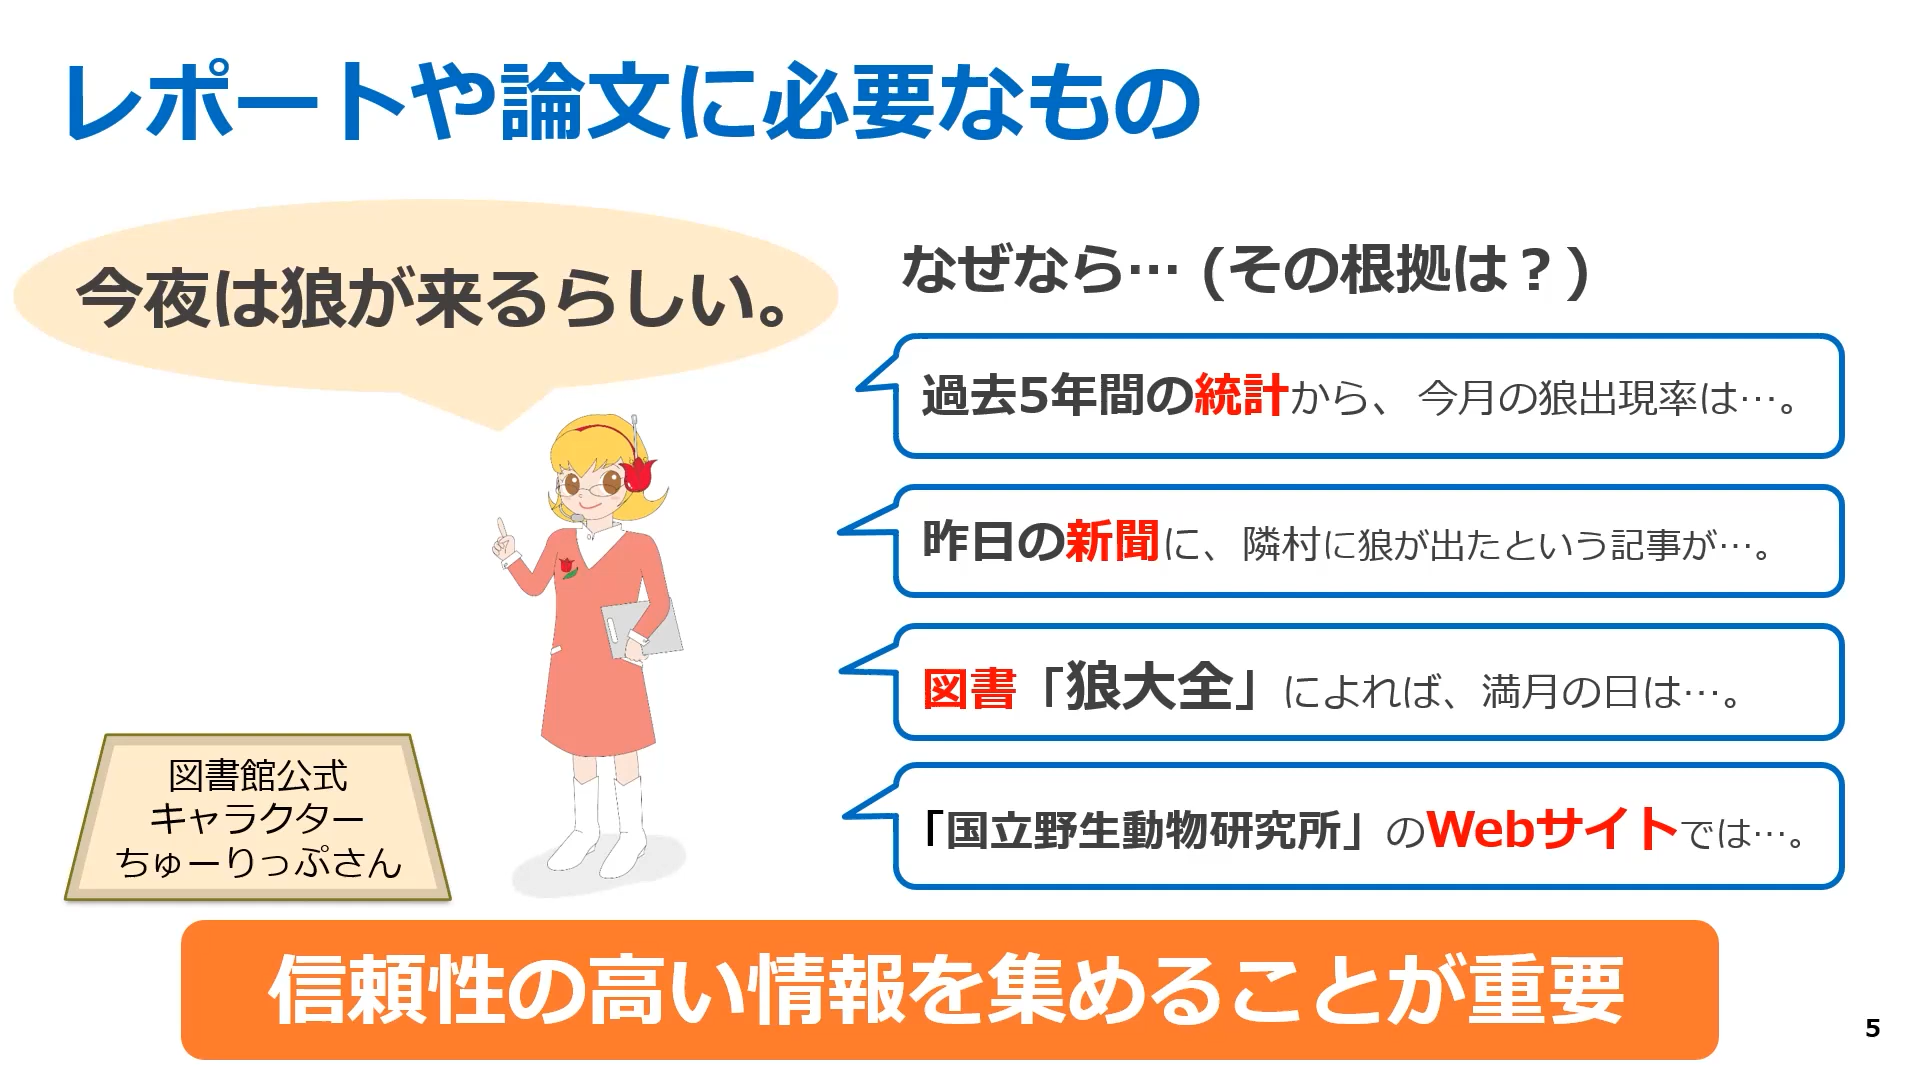 レポートや論文に必要なもの
今夜は狼が来るらしい。
なぜなら… (その根拠は？)
過去5年間の統計から、 今月の狼出現率は…。
昨日の新聞に、隣村に狼が出たという記事が…。
図書「狼大全」によれば、満月の日は…。
「国立野生動物研究所」のWebサイトでは…。
図書館公式
キャラクター
ちゅーりっぷさん
信頼性の高い情報を集めることが重要
5